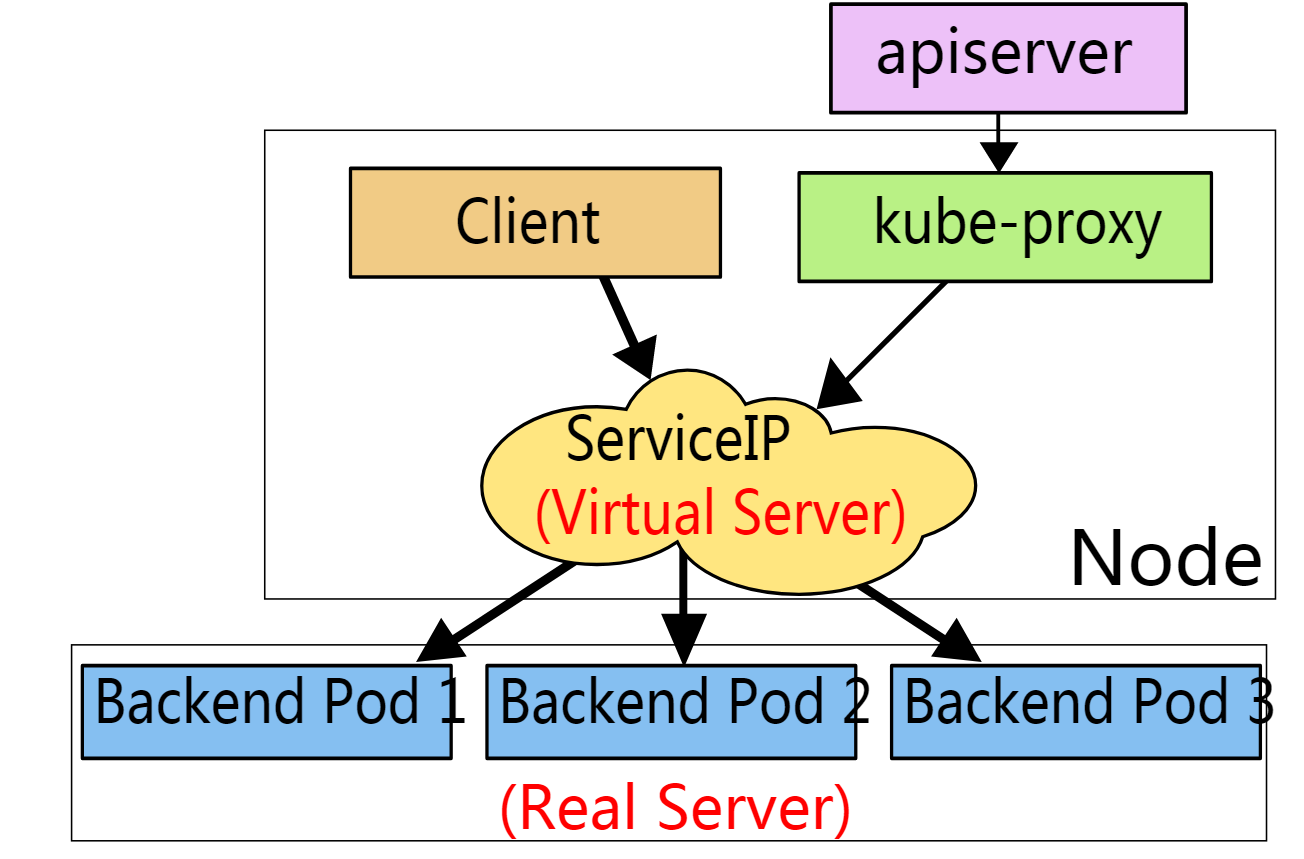 apiserver
Client
kube-proxy
ServiceIP
(Virtual Server)
Node
Backend Pod 1
Backend Pod 2
Backend Pod 3
(Real Server)